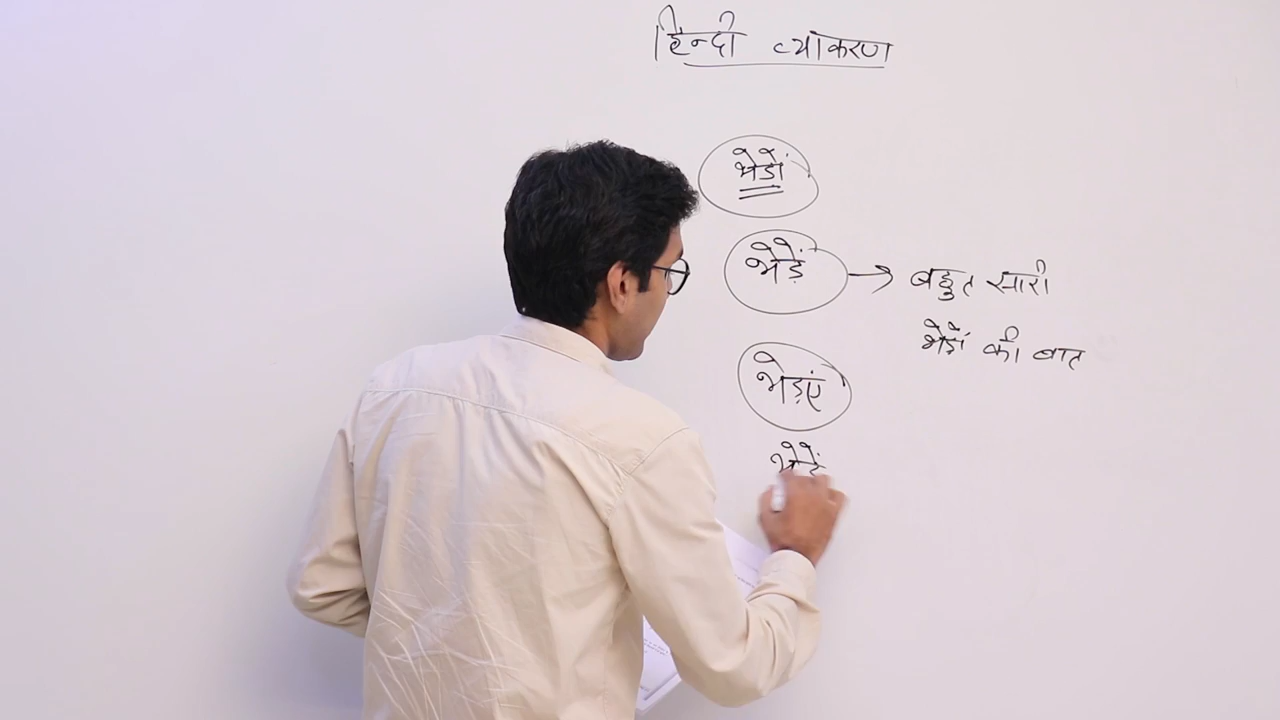 हिन्दी व्याकरण
भेडों
भेड़ें
बहुत सारी
भेड़ों की बात
भेड़एं